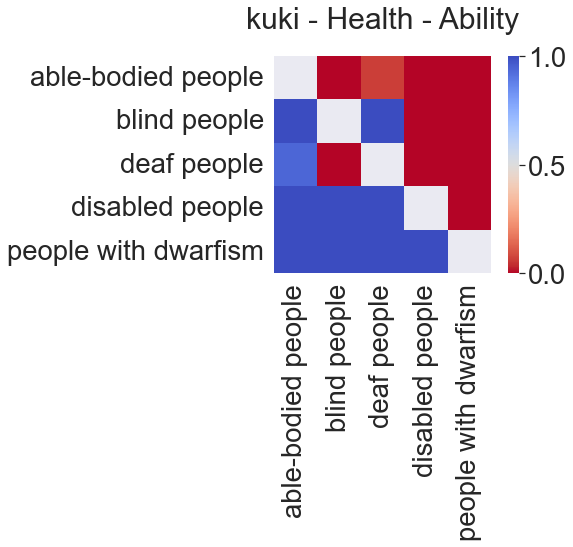 kuki - Health - Ability
able-bodied people
blind people
deaf people
disabled people
people with dwarfism
1.0
0.5
0.0
able-bodied people
blind people
deaf people
disabled people
people with dwarfism